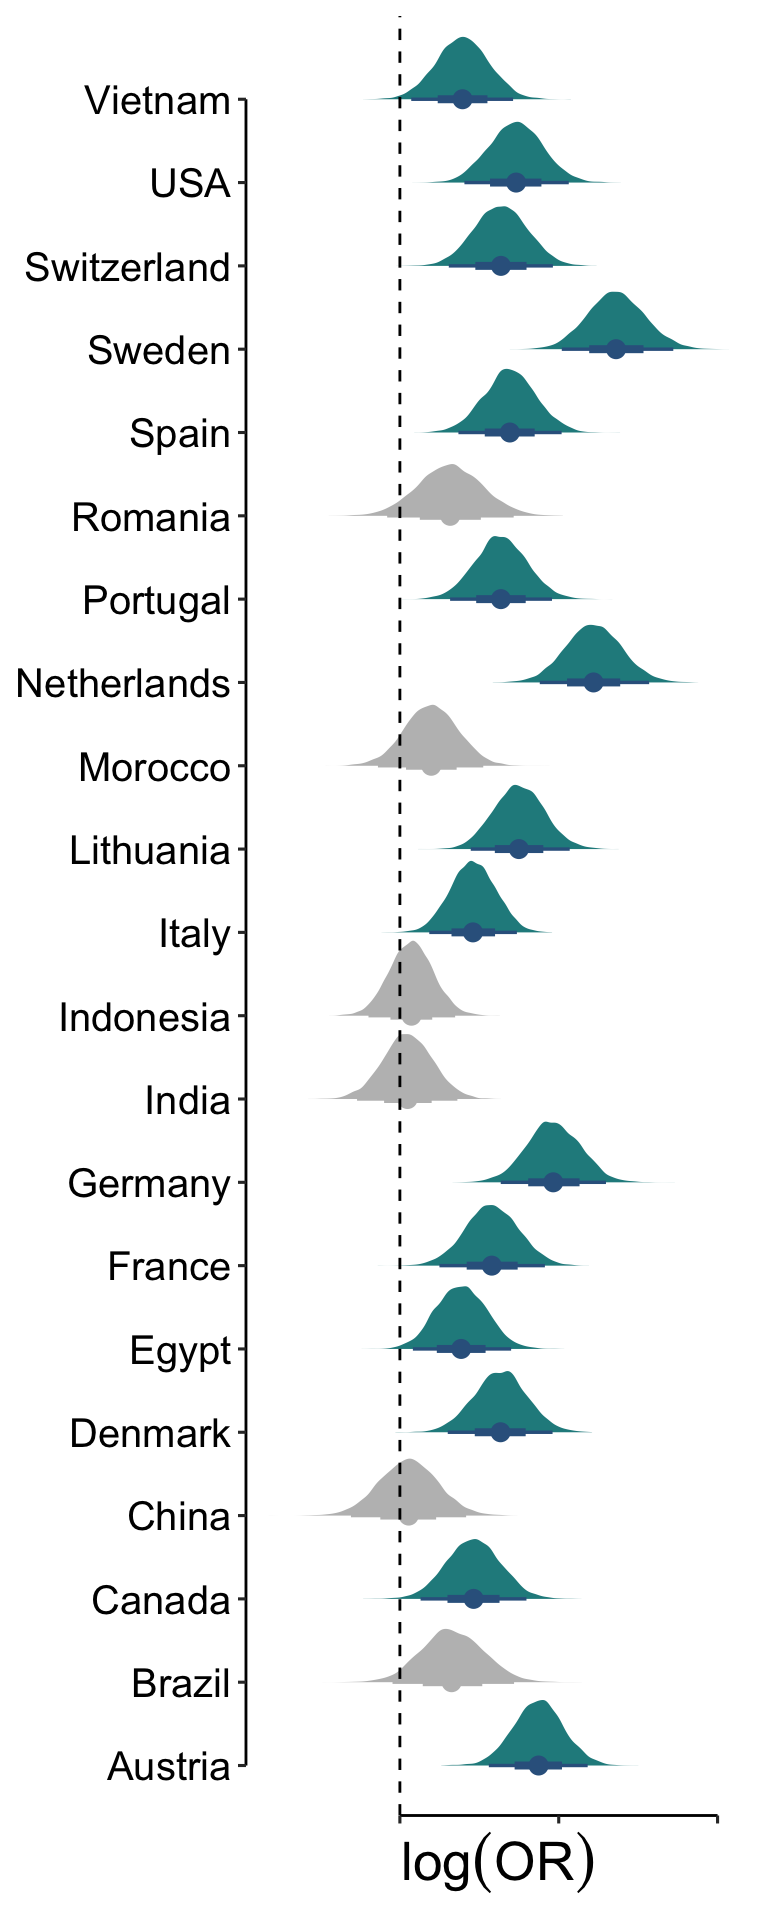 Vietnam
USA
Switzerland
Sweden
Spain
Romania
Portugal
Netherlands
Morocco
Lithuania
Italy
Indonesia
India
Germany
France
Egypt
Denmark
China
Canada
Brazil
Austria
log(OR)